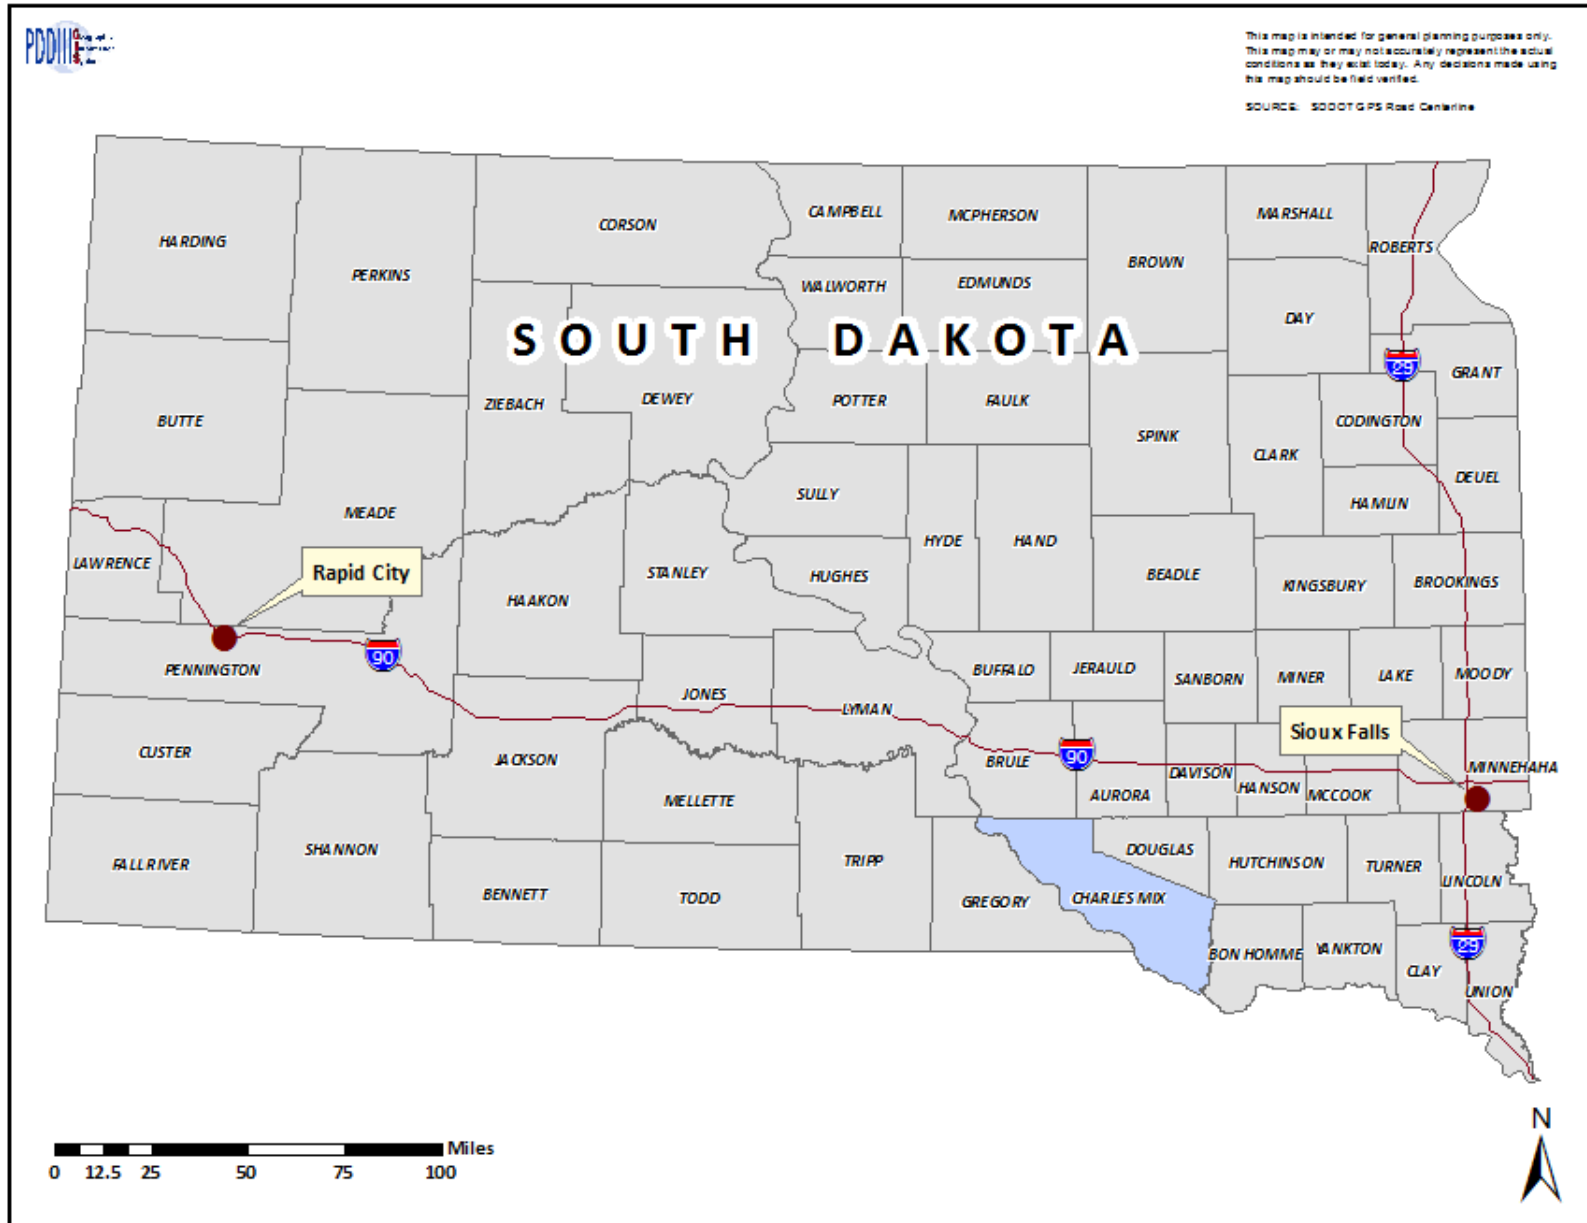 PDDIII
This map is intended for general planning purposes only.
This map may or may not accurately represent the actual
conditions as they exist today. Any decisions made using
this map should be field verified.
SOURCE: SDDOT GPS Road Centerline
CAMPBELL
MCPHERSON
MARSHALL
CORSON
HARDING
ROBERTS
PERKINS
BROWN
WALWORTH
EDMUNDS
DAY
SOUTH DAKOTA
29
GRANT
ZIEBACH
DEWEY
POTTER
FAULK
BUTTE
CODINGTON
SPINK
CLARK
DEUEL
SULLY
HAMLIN
MEADE
HYDE
HAND
LAWRENCE
Rapid City
STANLEY
HUGHES
BEADLE
KINGSBURY
BROOKINGS
HAAKON
90
PENNINGTON
BUFFALO
JERAULD
SANBORN
MINER
LAKE
MOODY
JONES
LYMAN
Sioux Falls
CUSTER
JACKSON
BRULE
90
DAVISON
MINNEHAHA
HANSON
MCCOOK
AURORA
MELLETTE
SHANNON
DOUGLAS
FALL RIVER
TRIPP
HUTCHINSON
TURNER
LINCOLN
BENNETT
TODD
GREGORY
CHARLES MIX
29
BON HOMME
YANKTON
CLAY
UNION
N
Miles
0 12.5 25 50 75 100